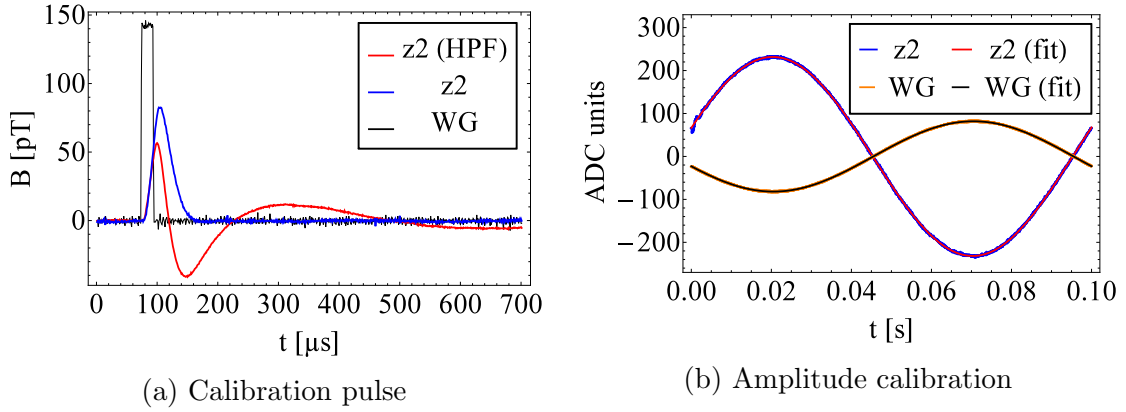 150
100
50
0
B [pT]
z2 (HPF)
z2
WG
0 100 200 300 400 500 600 700
t [μs]
(a) Calibration pulse
300
200
100
0
−100
−200
ADC units
z2 z2 (fit)
WG WG (fit)
0.00 0.02 0.04 0.06 0.08 0.10
t [s]
(b) Amplitude calibration